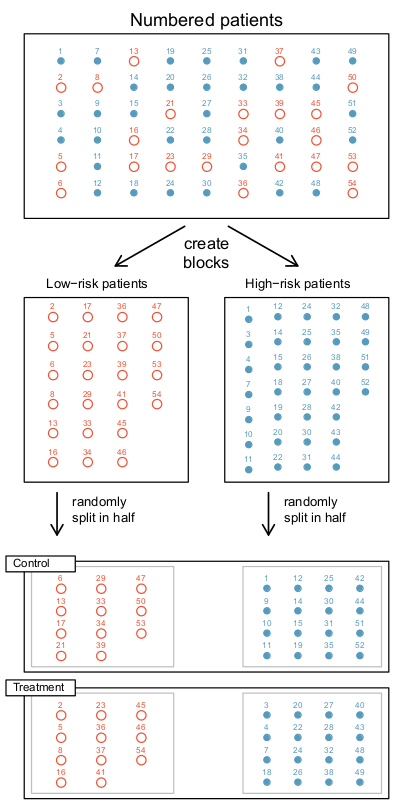 Numbered patients
1 7 13 19 25 31 37 43 49
2 8 14 20 26 32 38 44 50
3 9 15 21 27 33 39 45 51
4 10 16 22 28 34 40 46 52
5 11 17 23 29 35 41 47 53
6 12 18 24 30 36 42 48 54
create
blocks
Low−risk patients
High−risk patients
2 17 36 47
5 21 37 50
6 23 39 53
8 29 41 54
13 33 45
16 34 46
1 12 24 32 48
3 14 25 35 49
4 15 26 38 51
7 18 27 40 52
9 19 28 42
10 20 30 43
11 22 31 44
randomly
split in half
randomly
split in half
Control
6 29 47
13 33 50
17 34 53
21 39
1 12 25 42
9 14 30 44
10 15 31 51
11 19 35 52
Treatment
2 23 45
5 36 46
8 37 54
16 41
3 20 27 40
4 22 28 43
7 24 32 48
18 26 38 49